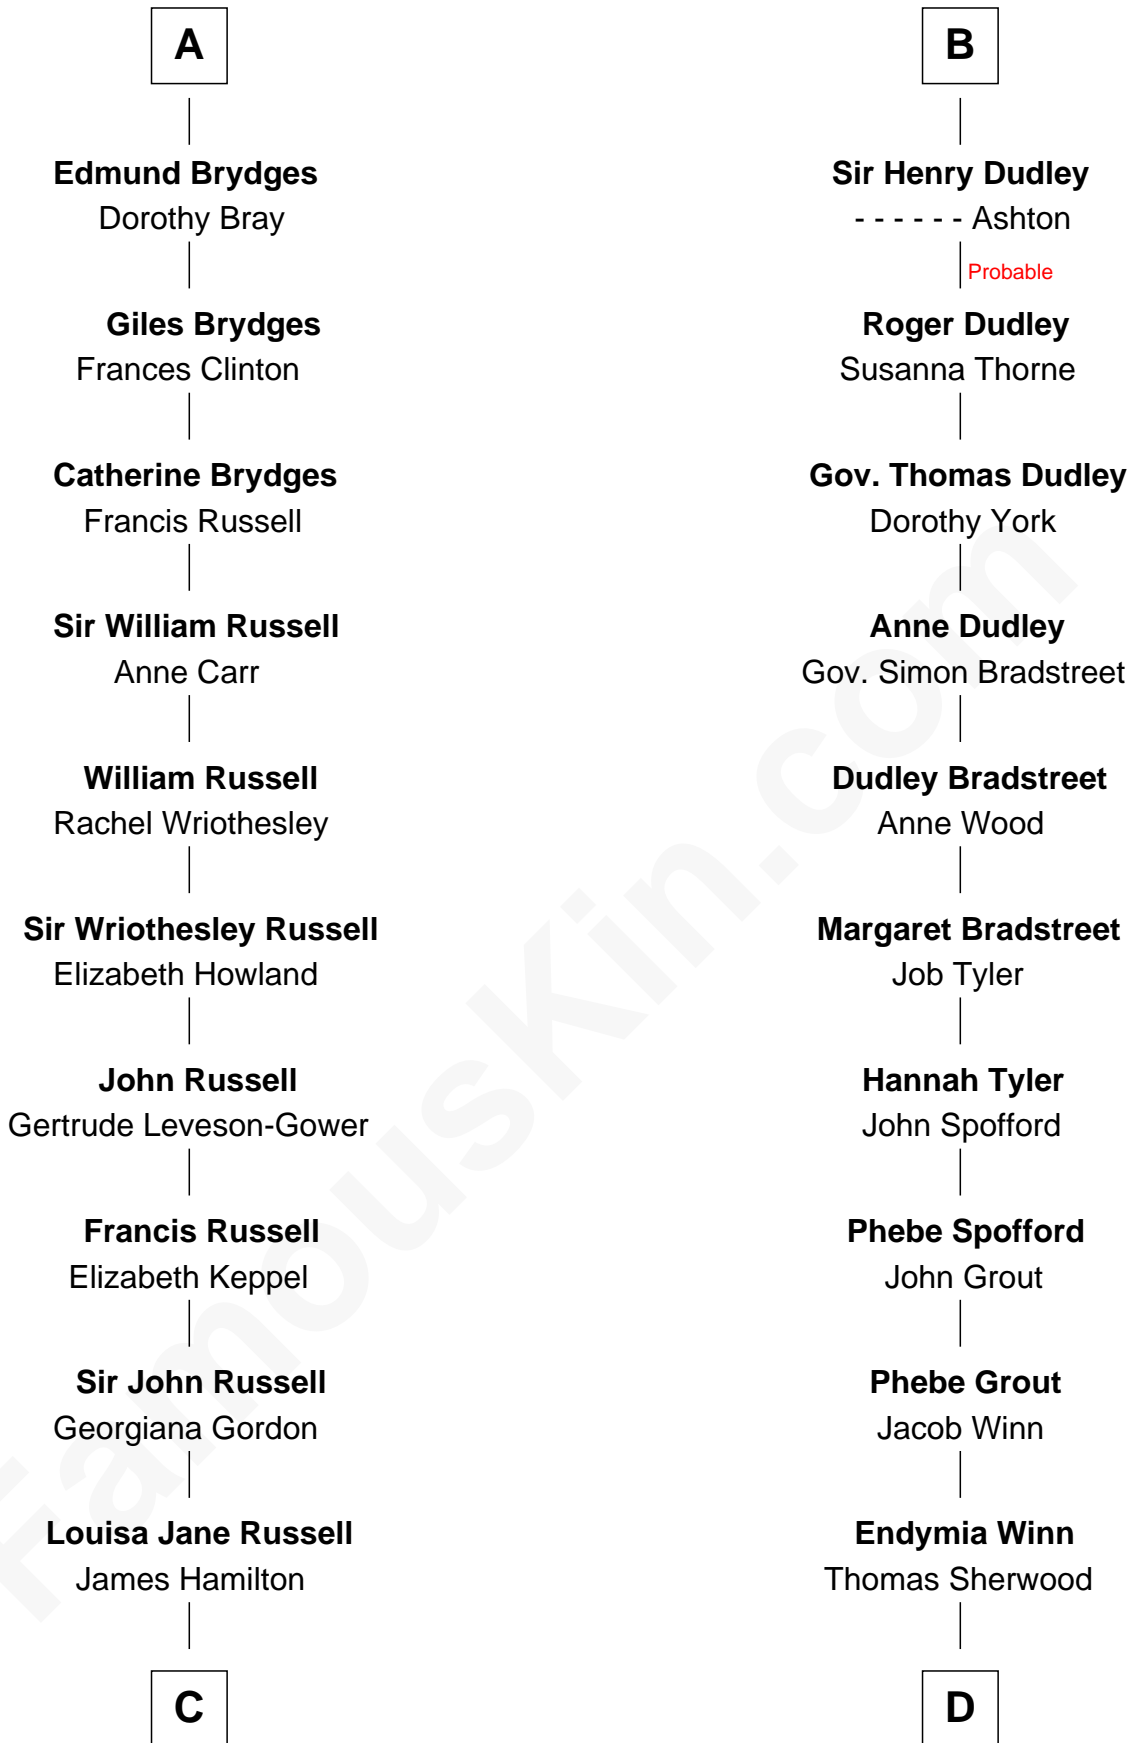 A
Edmund Brydges
Dorothy Bray
Giles Brydges
Frances Clinton
Catherine Brydges
Francis Russell
Sir William Russell
Anne Carr
William Russell
Rachel Wriothesley
Sir Wriothesley Russell
Elizabeth Howland
John Russell
Gertrude Leveson-Gower
Francis Russell
Elizabeth Keppel
Sir John Russell
Georgiana Gordon
Louisa Jane Russell
James Hamilton
C
B
Sir Henry Dudley
- - - - - - Ashton
Probable
Roger Dudley
Susanna Thorne
Gov. Thomas Dudley
Dorothy York
Anne Dudley
Gov. Simon Bradstreet
Dudley Bradstreet
Anne Wood
Margaret Bradstreet
Job Tyler
Hannah Tyler
John Spofford
Phebe Spofford
John Grout
Phebe Grout
Jacob Winn
Endymia Winn
Thomas Sherwood
D
FamousKin.com